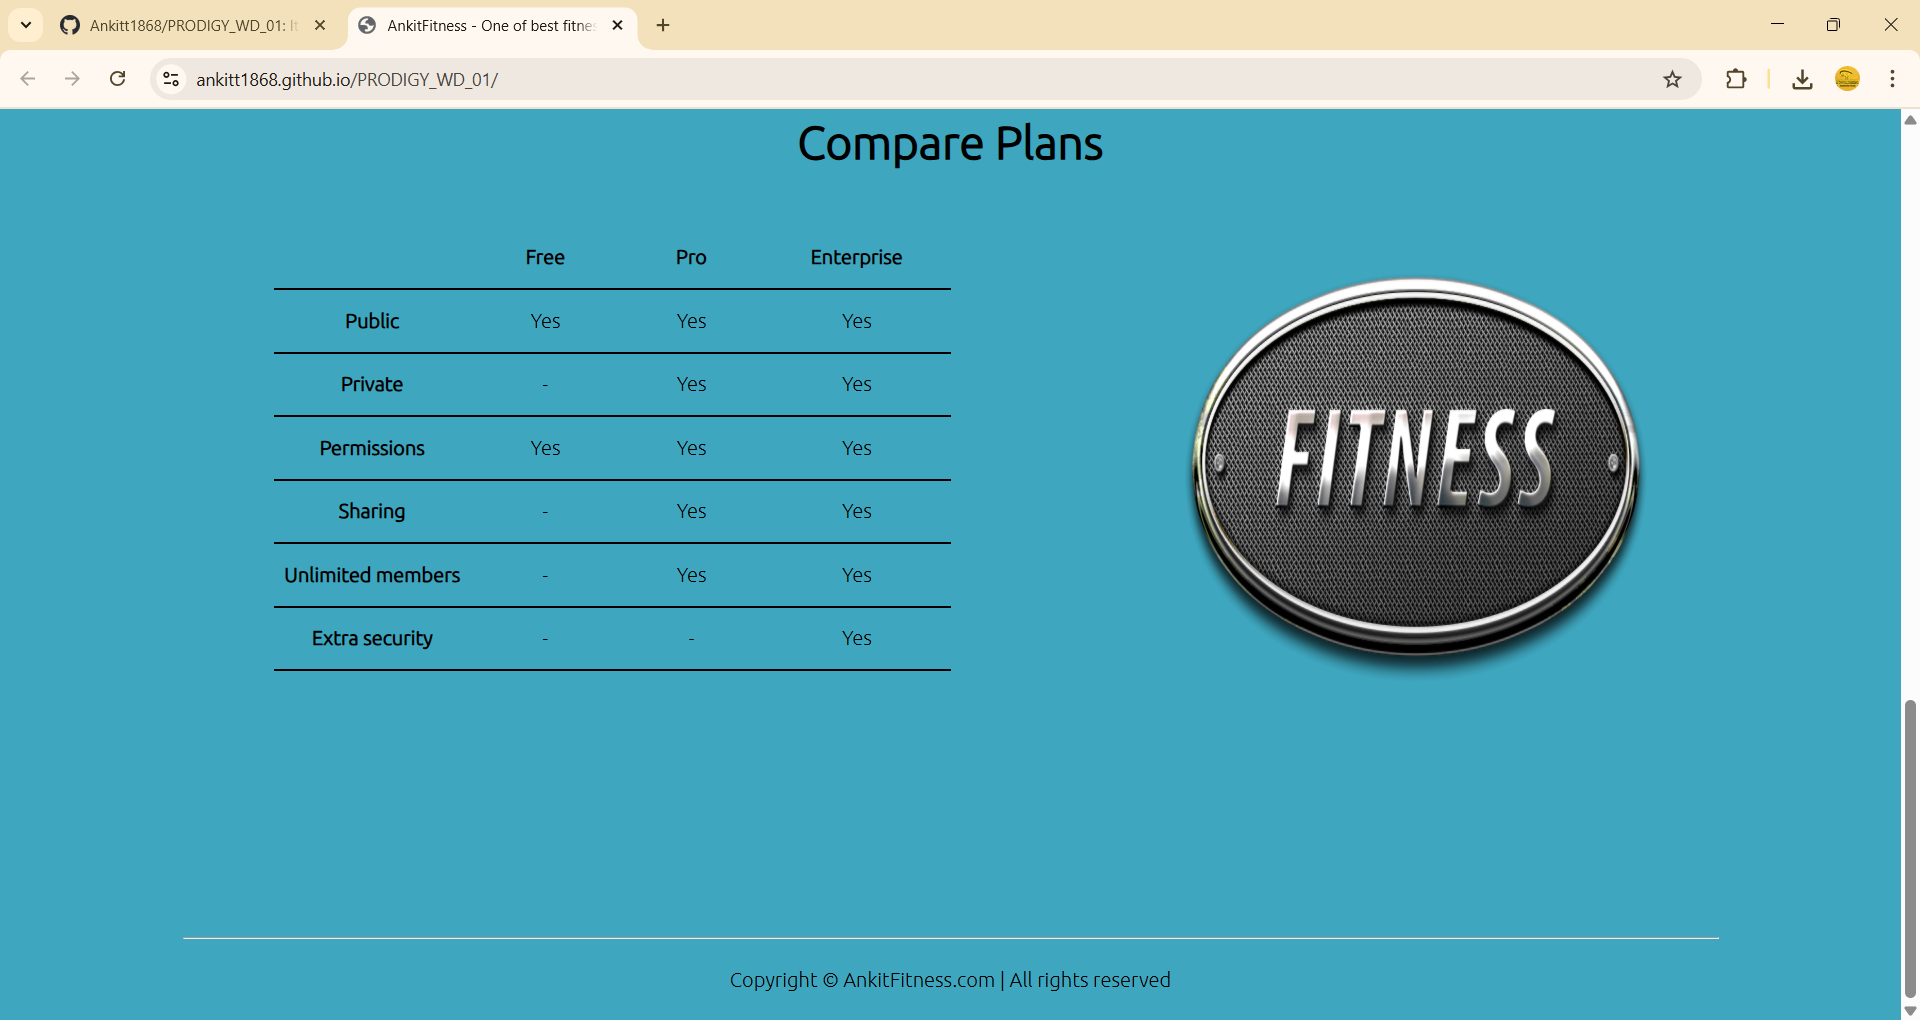 Ankitt1868/PRODIGY_WD_01: It
AnkitFitness - One of best fitnes
ankitt1868.github.io/PRODIGY_WD_01/
Compare Plans
Free Pro Enterprise
Public Yes Yes Yes
Private - Yes Yes
Permissions Yes Yes Yes
Sharing - Yes Yes
Unlimited members - Yes Yes
Extra security - - Yes
FITNESS
Copyright © AnkitFitness.com | All rights reserved